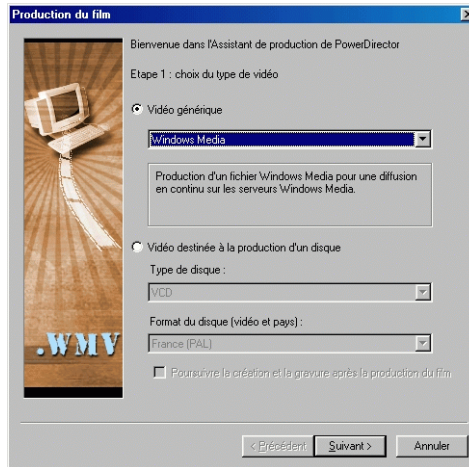 Production du film
Bienvenue dans l'Assistant de production de PowerDirector
Etape 1 : choix du type de vidéo
Vidéo générique
Windows Media
Production d'un fichier Windows Media pour une diffusion
en continu sur les serveurs Windows Media.
Vidéo destinée à la production d'un disque
Type de disque :
VCD
Format du disque (vidéo et pays) :
France (PAL)
Poursuivre la création et la gravure après la production du film
.WMV
< Précédent
Suivant >
Annuler